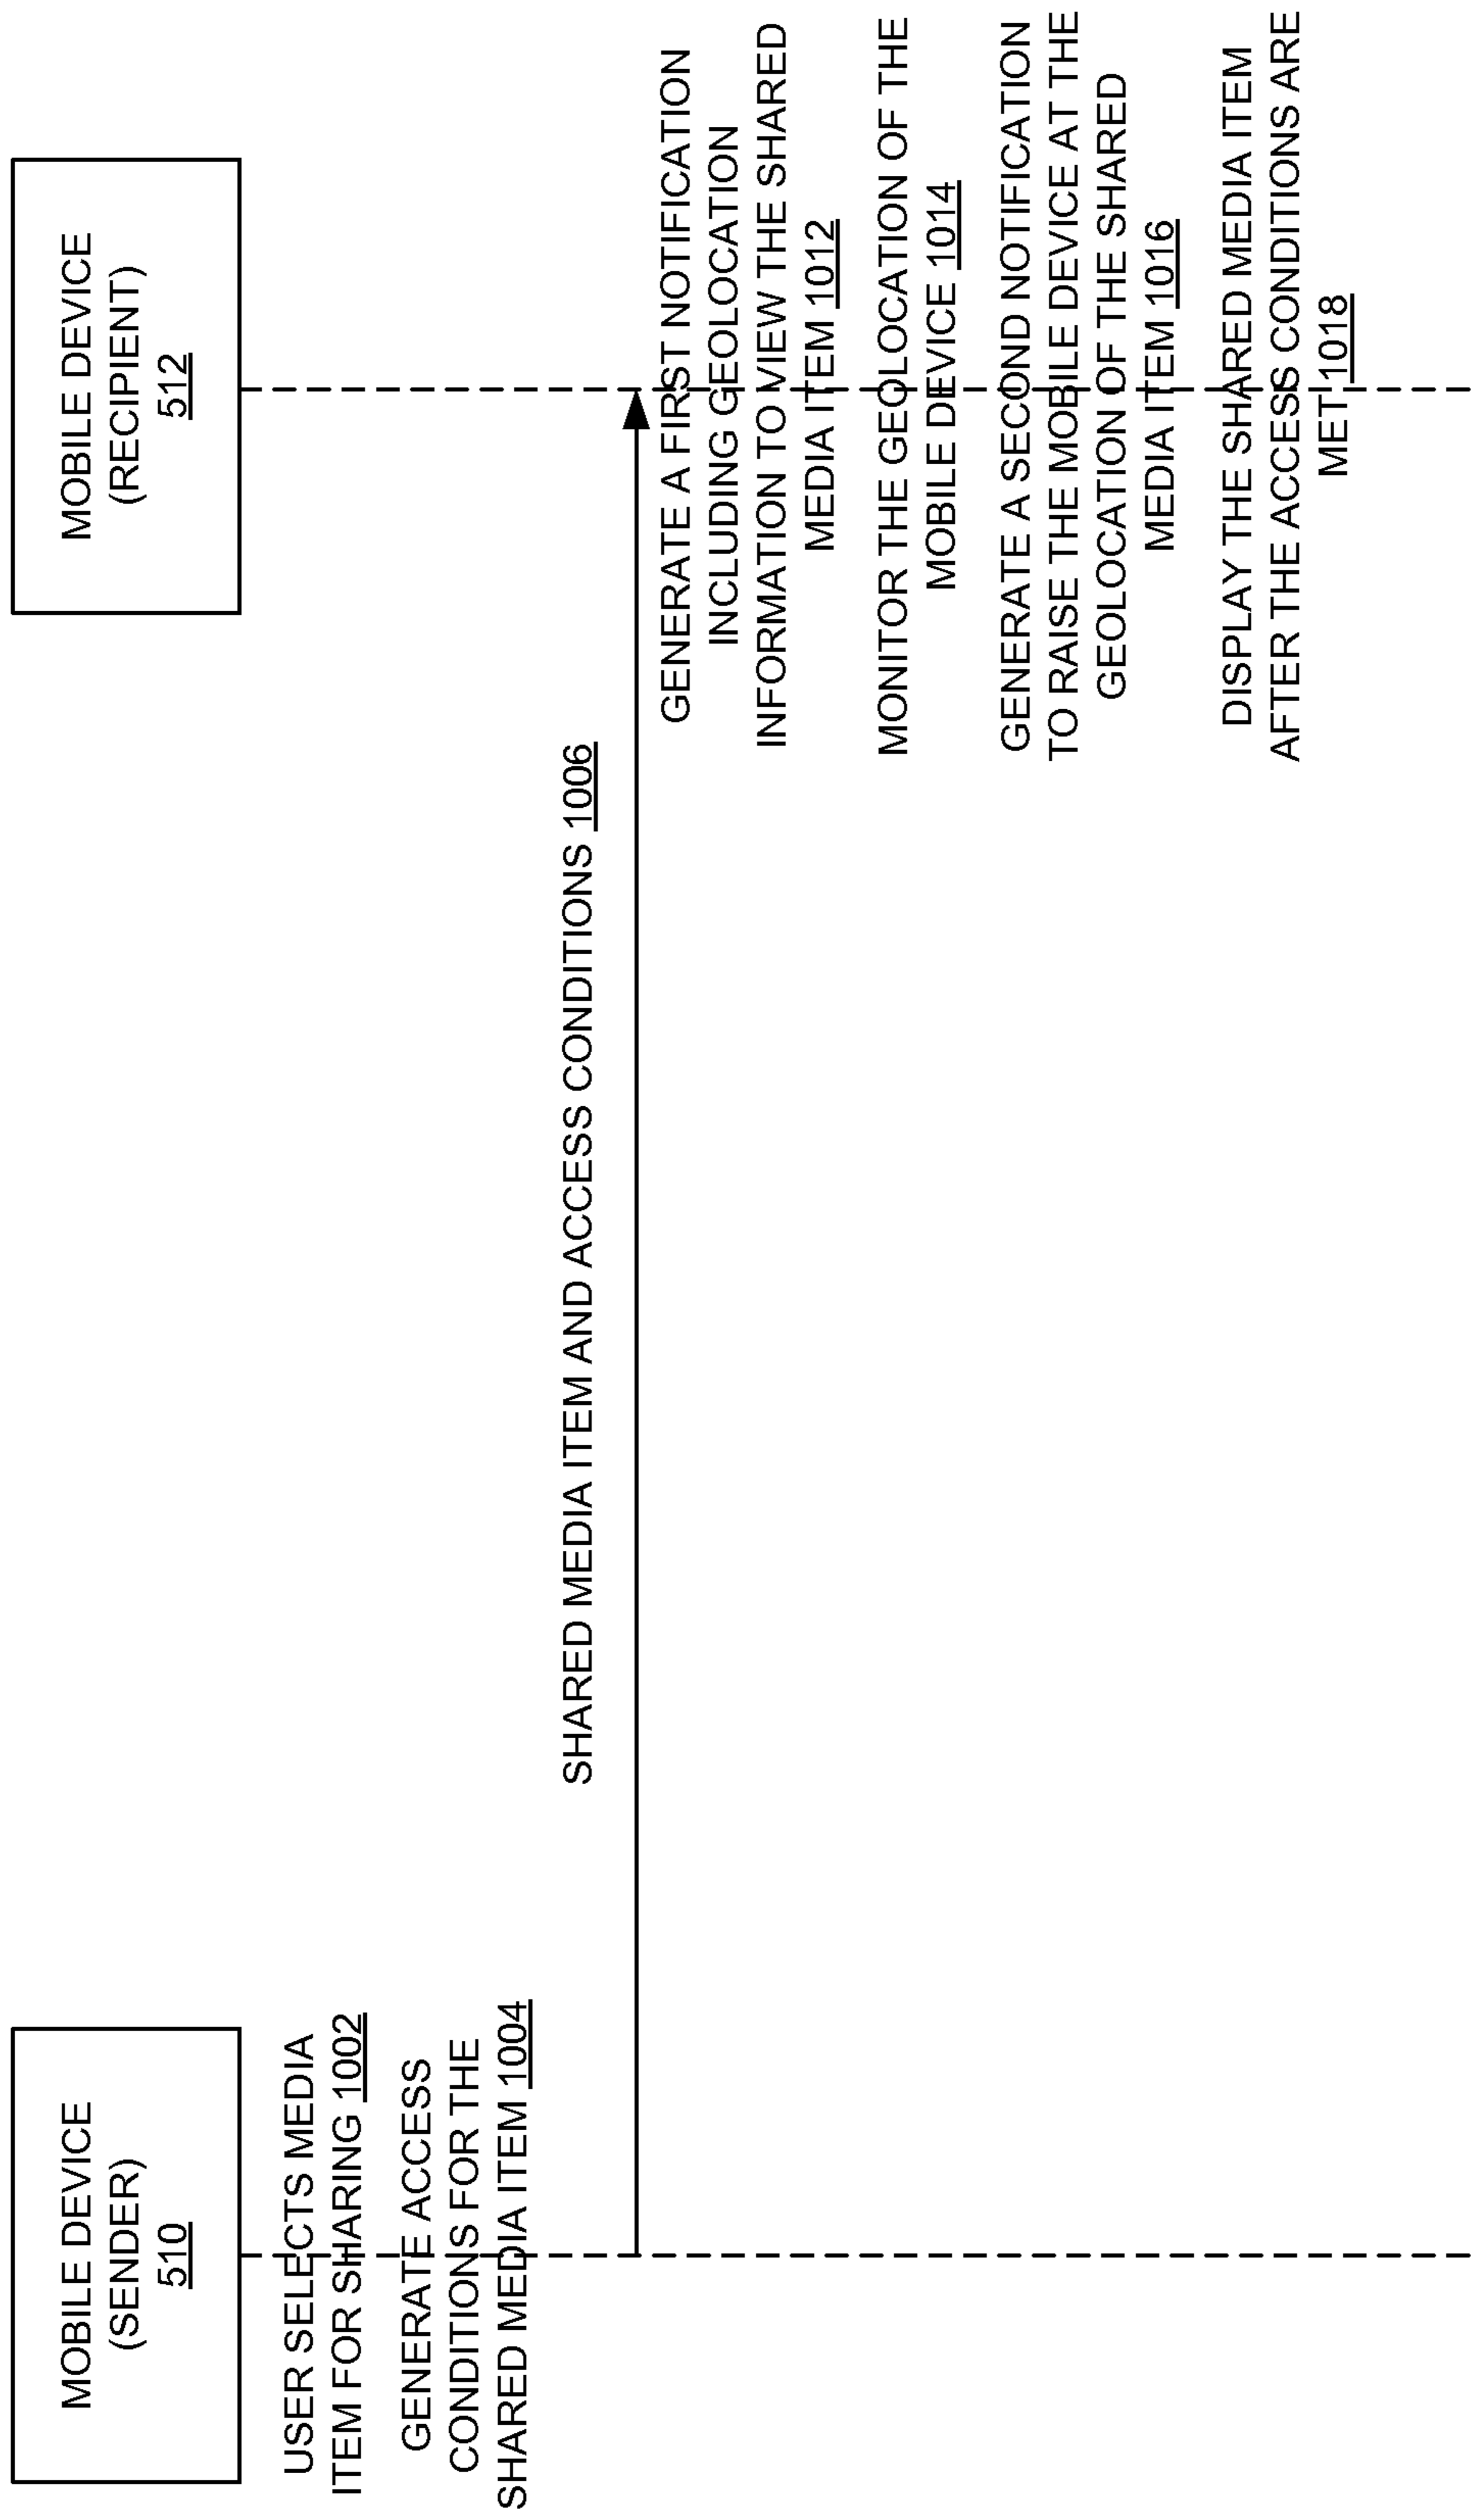 MOBILE DEVICE
(SENDER)
510
MOBILE DEVICE
(RECIPIENT)
512
USER SELECTS MEDIA
ITEM FOR SHARING 1002
GENERATE ACCESS
CONDITIONS FOR THE
SHARED MEDIA ITEM 1004
SHARED MEDIA ITEM AND ACCESS CONDITIONS 1006
GENERATE A FIRST NOTIFICATION
INCLUDING GEOLOCATION
INFORMATION TO VIEW THE SHARED
MEDIA ITEM 1012
MONITOR THE GEOLOCATION OF THE
MOBILE DEVICE 1014
GENERATE A SECOND NOTIFICATION
TO RAISE THE MOBILE DEVICE AT THE
GEOLOCATION OF THE SHARED
MEDIA ITEM 1016
DISPLAY THE SHARED MEDIA ITEM
AFTER THE ACCESS CONDITIONS ARE
MET 1018